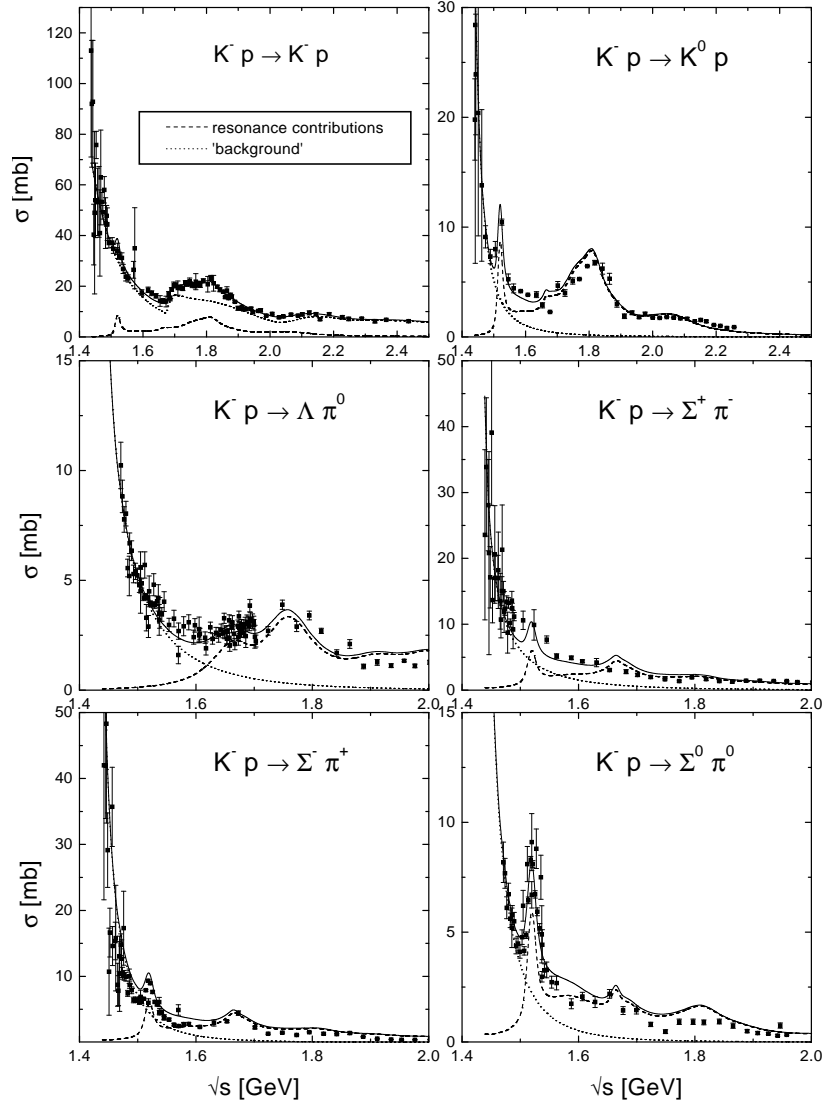 K⁻ p → K⁻ p
resonance contributions
'background'
σ [mb]
130
120
100
80
60
40
20
0
1.4 1.6 1.8 2.0 2.2 2.4
K⁻ p → K⁰ p
30
20
10
0
1.4 1.6 1.8 2.0 2.2 2.4
K⁻ p → Λ π⁰
σ [mb]
15
10
5
0
1.4 1.6 1.8 2.0
K⁻ p → Σ⁺ π⁻
50
40
30
20
10
0
1.4 1.6 1.8 2.0
K⁻ p → Σ⁻ π⁺
σ [mb]
50
40
30
20
10
1.4 1.6 1.8 2.0
√s [GeV]
K⁻ p → Σ⁰ π⁰
15
10
5
0
1.4 1.6 1.8 2.0
√s [GeV]